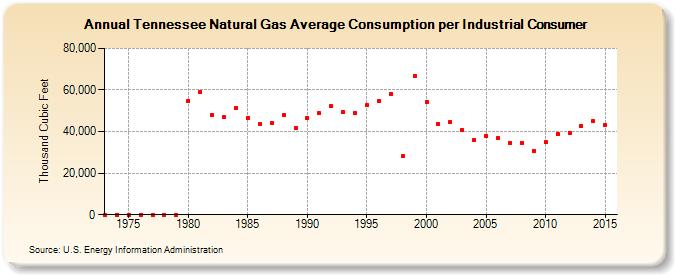 Annual Tennessee Natural Gas Average Consumption per Industrial Consumer
Thousand Cubic Feet
80,000
60,000
40,000
20,000
0
1975 1980 1985 1990 1995 2000 2005 2010 2015
Source: U.S. Energy Information Administration